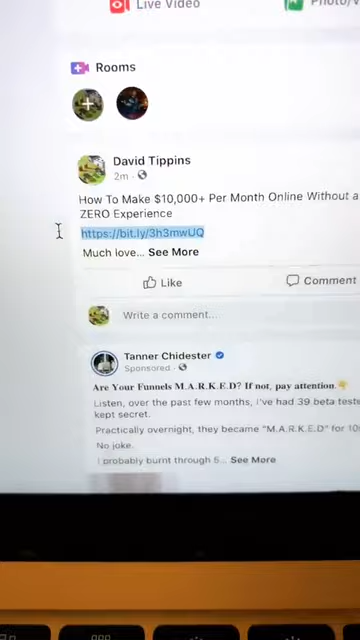 Live Video
Photo/V
Rooms
David Tippins
2m ·
How To Make $10,000+ Per Month Online Without a
ZERO Experience
https://bit.ly/3h3mwUQ
Much love... See More
Like
Comment
Write a comment...
Tanner Chidester
Sponsored ·
Are Your Funnels M.A.R.K.E.D? If not, pay attention.👇
Listen, over the past few months, I've had 39 beta teste
kept secret.
Practically overnight, they became "M.A.R.K.E.D" for 10
No joke.
I probably burnt through 5... See More